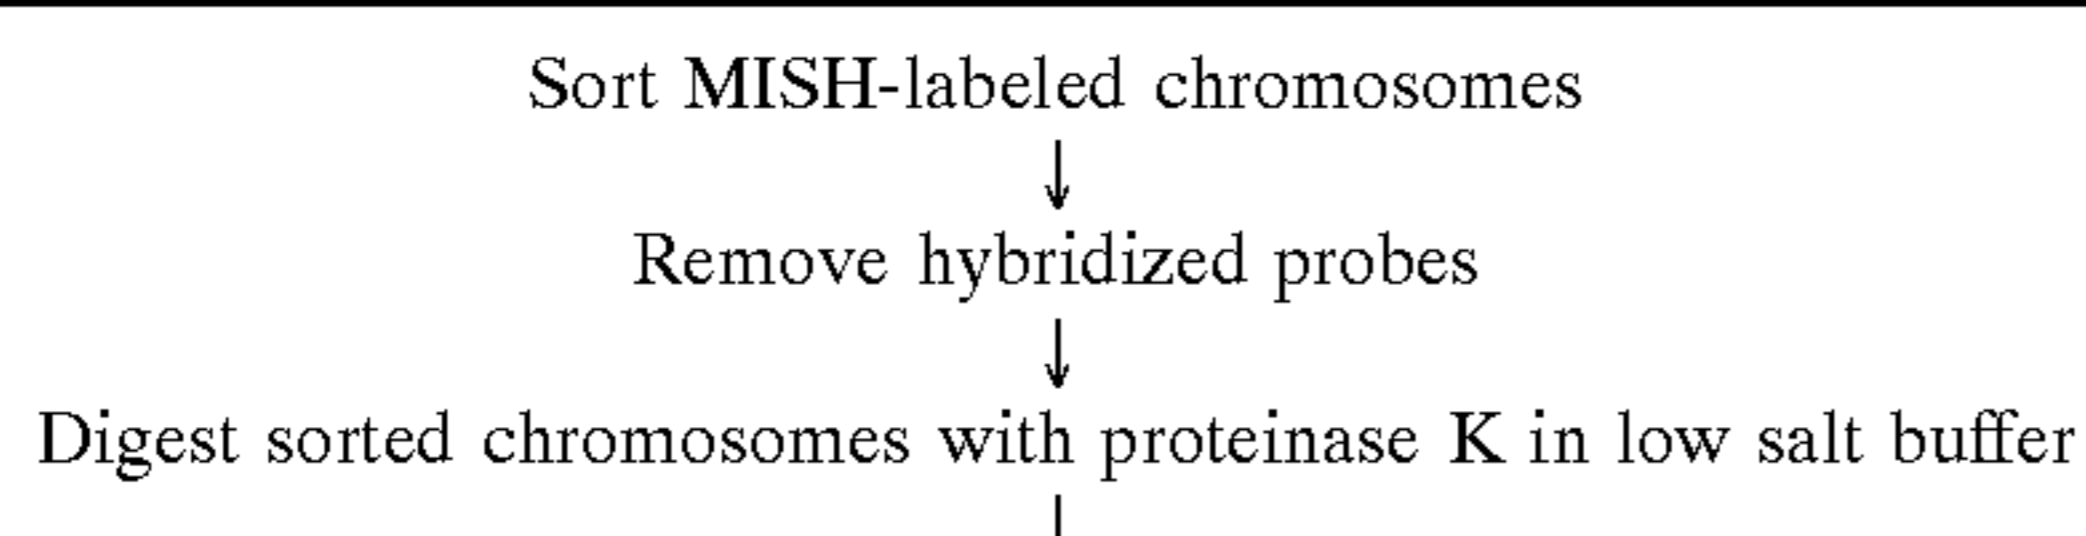 Sort MISH-labeled chromosomes
Remove hybridized probes
Digest sorted chromosomes with proteinase K in low salt buffer